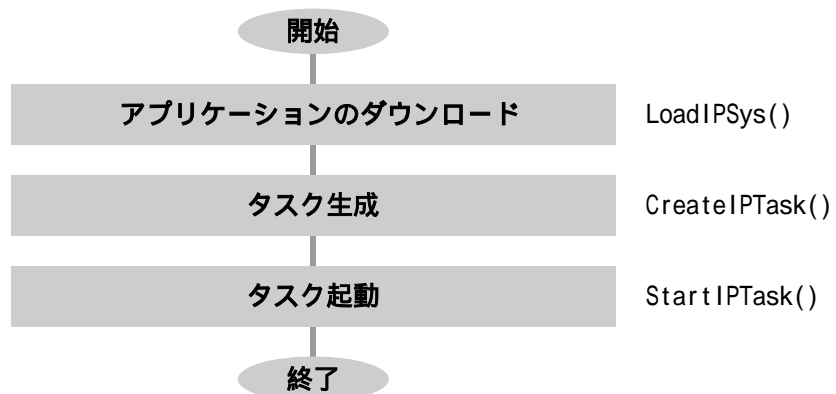 開始
アプリケーションのダウンロード LoadIPSys()
タスク生成 CreateIPTask()
タスク起動 StartIPTask()
終了